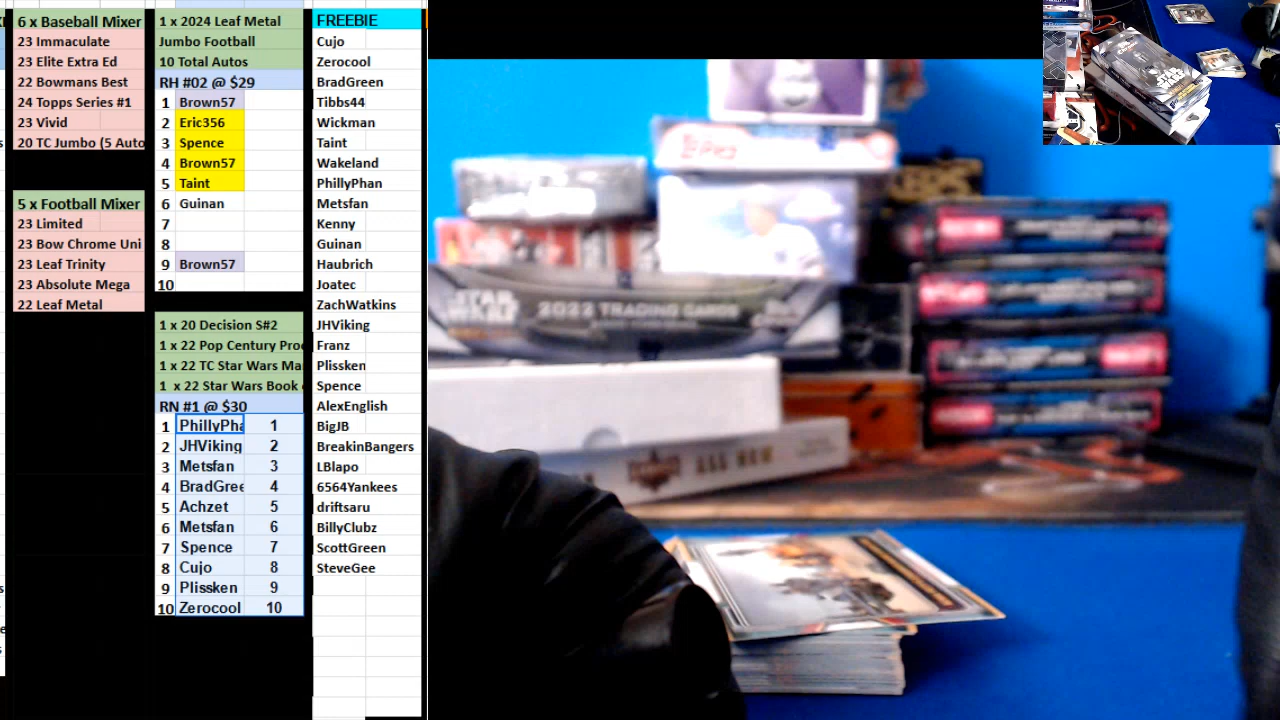 6 x Baseball Mixer
23 Immaculate
23 Elite Extra Ed
22 Bowmans Best
24 Topps Series #1
23 Vivid
20 TC Jumbo (5 Auto
5 x Football Mixer
23 Limited
23 Bow Chrome Uni
23 Leaf Trinity
23 Absolute Mega
22 Leaf Metal
1 x 2024 Leaf Metal
Jumbo Football
10 Total Autos
RH #02 @ $29
1 Brown57
2 Eric356
3 Spence
4 Brown57
5 Taint
6 Guinan
7
8
9 Brown57
10
1 x 20 Decision S#2
1 x 22 Pop Century Pro
1 x 22 TC Star Wars Ma
1 x 22 Star Wars Book
RN #1 @ $30
1 PhillyPha 1
2 JHViking 2
3 Metsfan 3
4 BradGree 4
5 Achzet 5
6 Metsfan 6
7 Spence 7
8 Cujo 8
9 Plissken 9
10 Zerocool 10
FREEBIE
Cujo
Zerocool
BradGreen
Tibbs44
Wickman
Taint
Wakeland
PhillyPhan
Metsfan
Kenny
Guinan
Haubrich
Joatec
ZachWatkins
JHViking
Franz
Plissken
Spence
AlexEnglish
BigJB
BreakinBangers
LBlapo
6564Yankees
driftsaru
BillyClubz
ScottGreen
SteveGee
STAR WARS
2022 TRADING CARDS
ALL NEW
STAR WARS